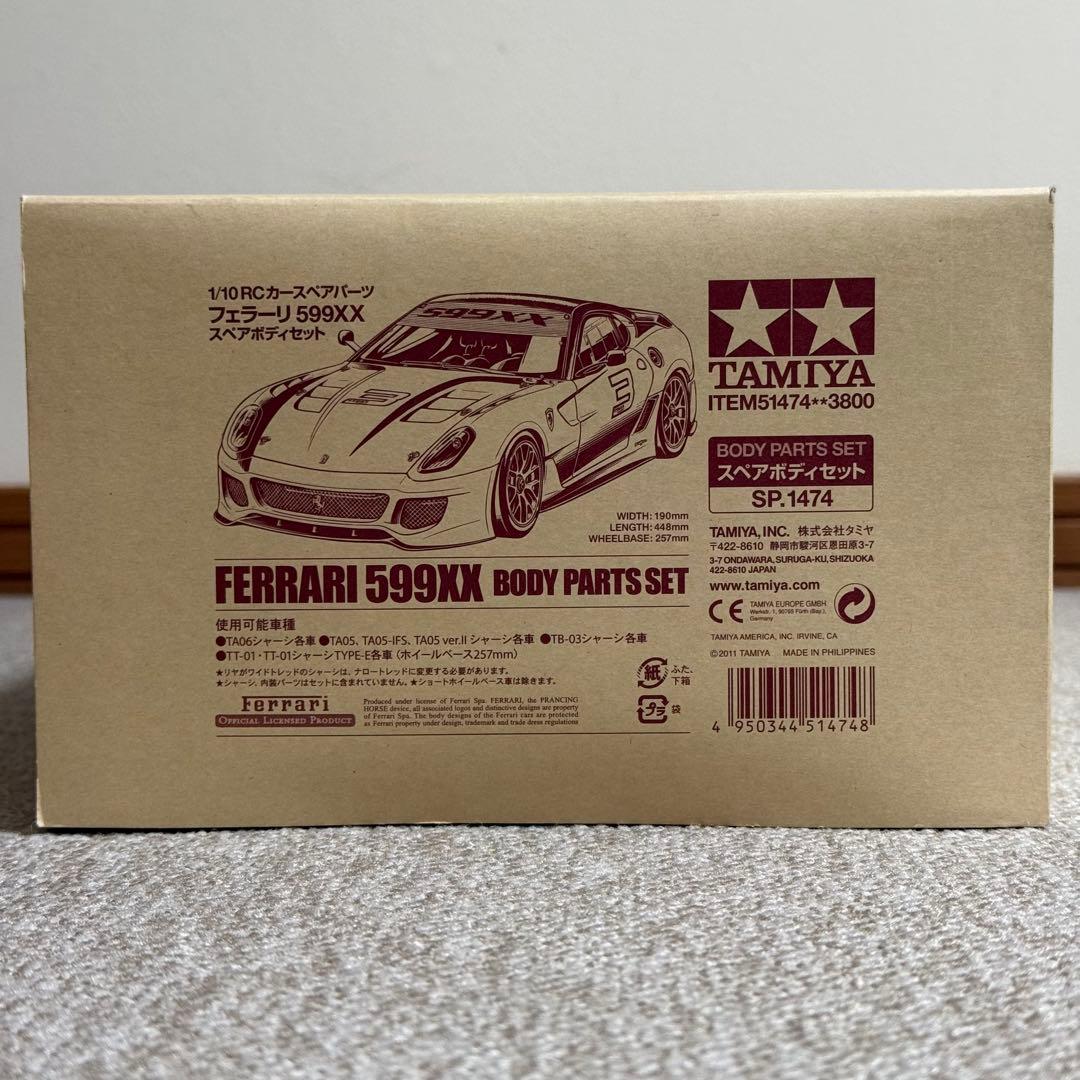 1/10 RCカースペアパーツ
フェラーリ 599XX
スペアボディセット
599XX
3
3
WIDTH: 190mm
LENGTH: 448mm
WHEELBASE: 257mm
FERRARI 599XX BODY PARTS SET
使用可能車種
●TA06シャーシ各車 ●TA05、TA05-IFS、TA05 ver.II シャーシ各車 ●TB-03シャーシ各車
●TT-01・TT-01シャーシTYPE-E各車（ホイールベース257mm）
★リヤがワイドトレッドのシャーシは、ナロートレッドに変更する必要があります。
★シャーシ、内装パーツはセットに含まれていません。★ショートホイールベース車は除きます。
Ferrari
OFFICIAL LICENSED PRODUCT
Produced under license of Ferrari Spa. FERRARI, the PRANCING
HORSE device, all associated logos and distinctive designs are property
of Ferrari Spa. The body designs of the Ferrari cars are protected
as Ferrari property under design, trademark and trade dress regulations
紙 ふた、
下箱
プラ 袋
TAMIYA
ITEM51474**3800
BODY PARTS SET
スペアボディセット
SP.1474
TAMIYA, INC. 株式会社タミヤ
〒422-8610 静岡市駿河区恩田原3-7
3-7 ONDAWARA, SURUGA-KU, SHIZUOKA
422-8610 JAPAN
www.tamiya.com
CE
TAMIYA EUROPE GMBH
Werkstr. 1, 90765 Fürth (Bay.),
Germany
TAMIYA AMERICA, INC. IRVINE, CA
©2011 TAMIYA MADE IN PHILIPPINES
4 950344 514748